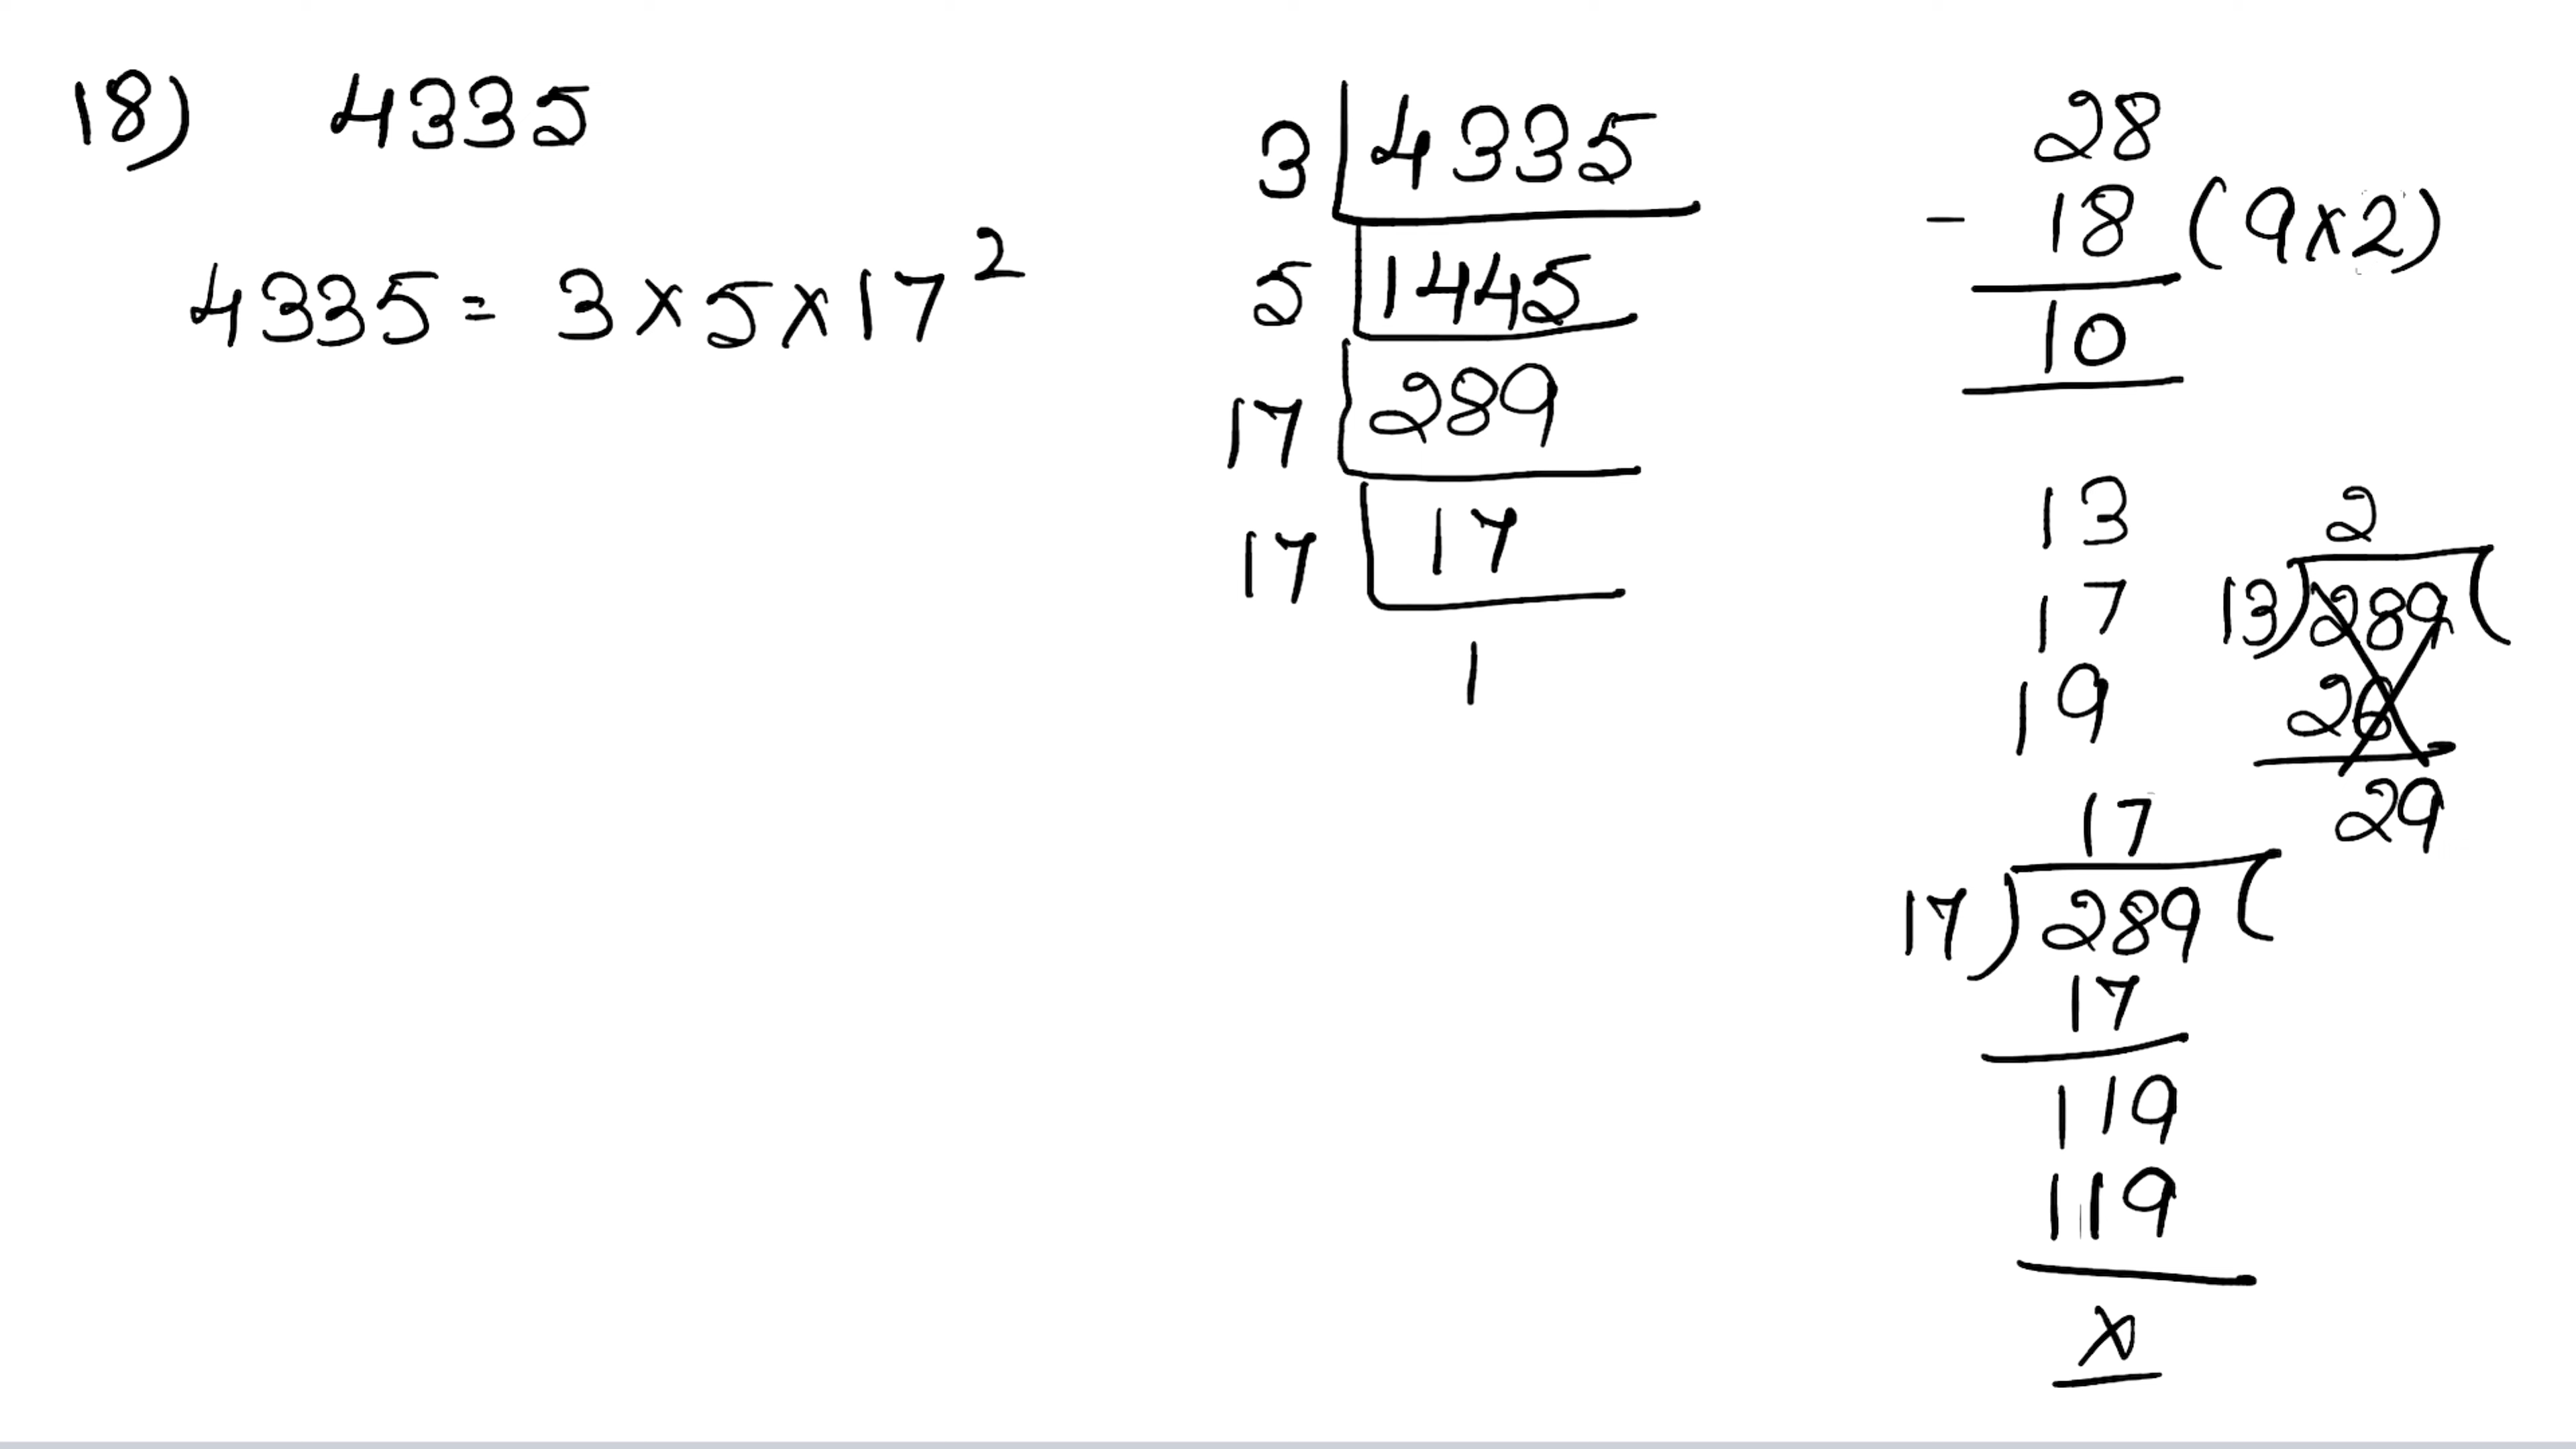 18) 4335
4335 = 3 × 5 × 17²
3 | 4335
5 | 1445
17 | 289
17 | 17
1
28
- 18 (9×2)
10
13
17
19
2
13) 289 (
26
29
17
17) 289 (
17
119
119
x